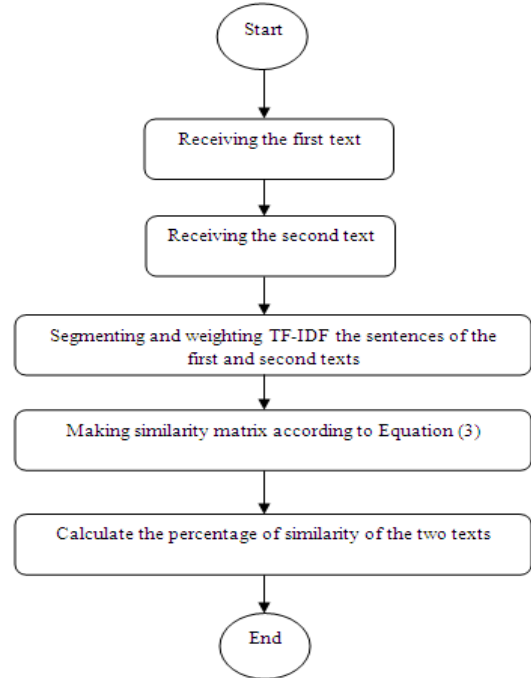 Start
Receiving the first text
Receiving the second text
Segmenting and weighting TF-IDF the sentences of the
first and second texts
Making similarity matrix according to Equation (3)
Calculate the percentage of similarity of the two texts
End